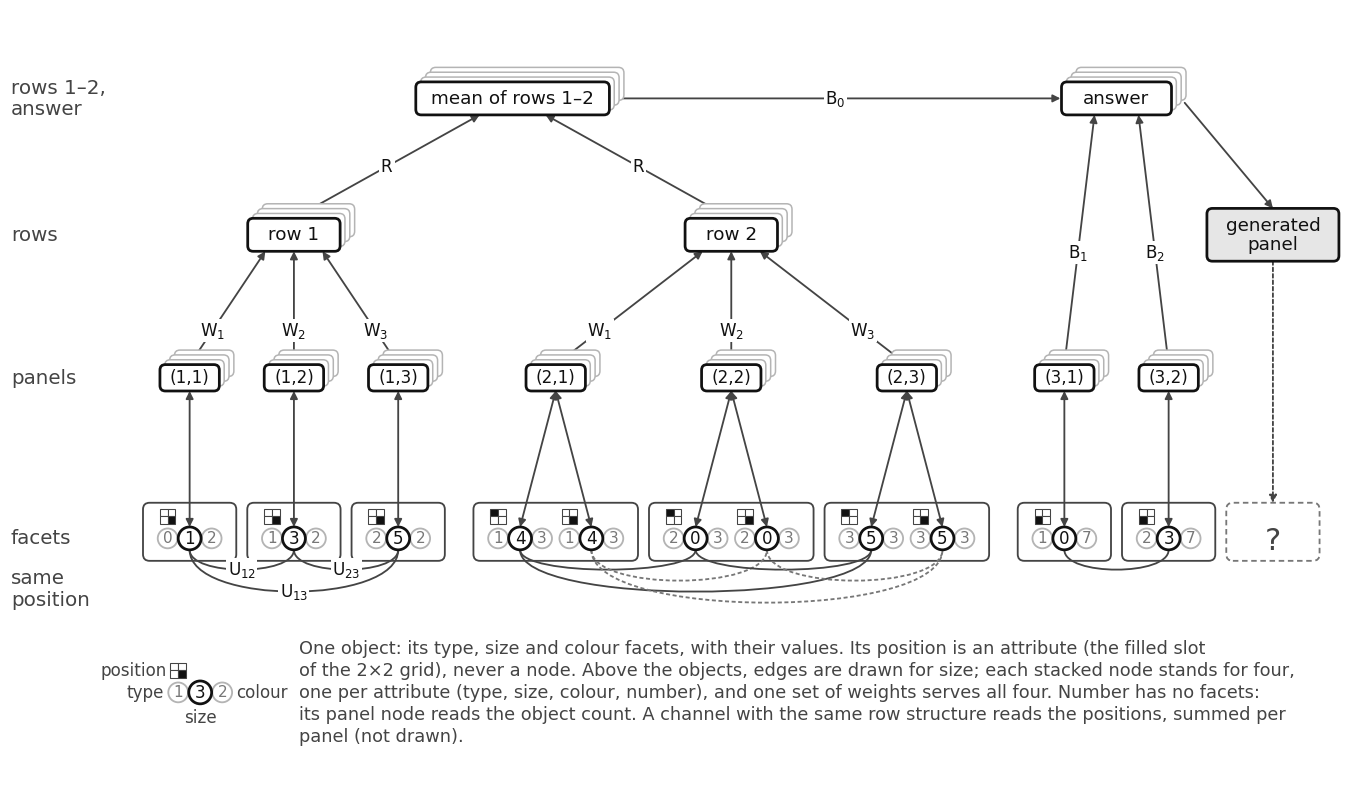 rows 1–2,
answer
mean of rows 1–2
B0
answer
R
R
rows
row 1
row 2
B1
B2
generated
panel
W1
W2
W3
W1
W2
W3
panels
(1,1)
(1,2)
(1,3)
(2,1)
(2,2)
(2,3)
(3,1)
(3,2)
facets
0 1 2
1 3 2
2 5 2
1 4 3
1 4 3
2 0 3
2 0 3
3 5 3
3 5 3
1 0 7
2 3 7
?
same
position
U12
U23
U13
position
type 1 3 2 colour
size
One object: its type, size and colour facets, with their values. Its position is an attribute (the filled slot
of the 2×2 grid), never a node. Above the objects, edges are drawn for size; each stacked node stands for four,
one per attribute (type, size, colour, number), and one set of weights serves all four. Number has no facets:
its panel node reads the object count. A channel with the same row structure reads the positions, summed per
panel (not drawn).